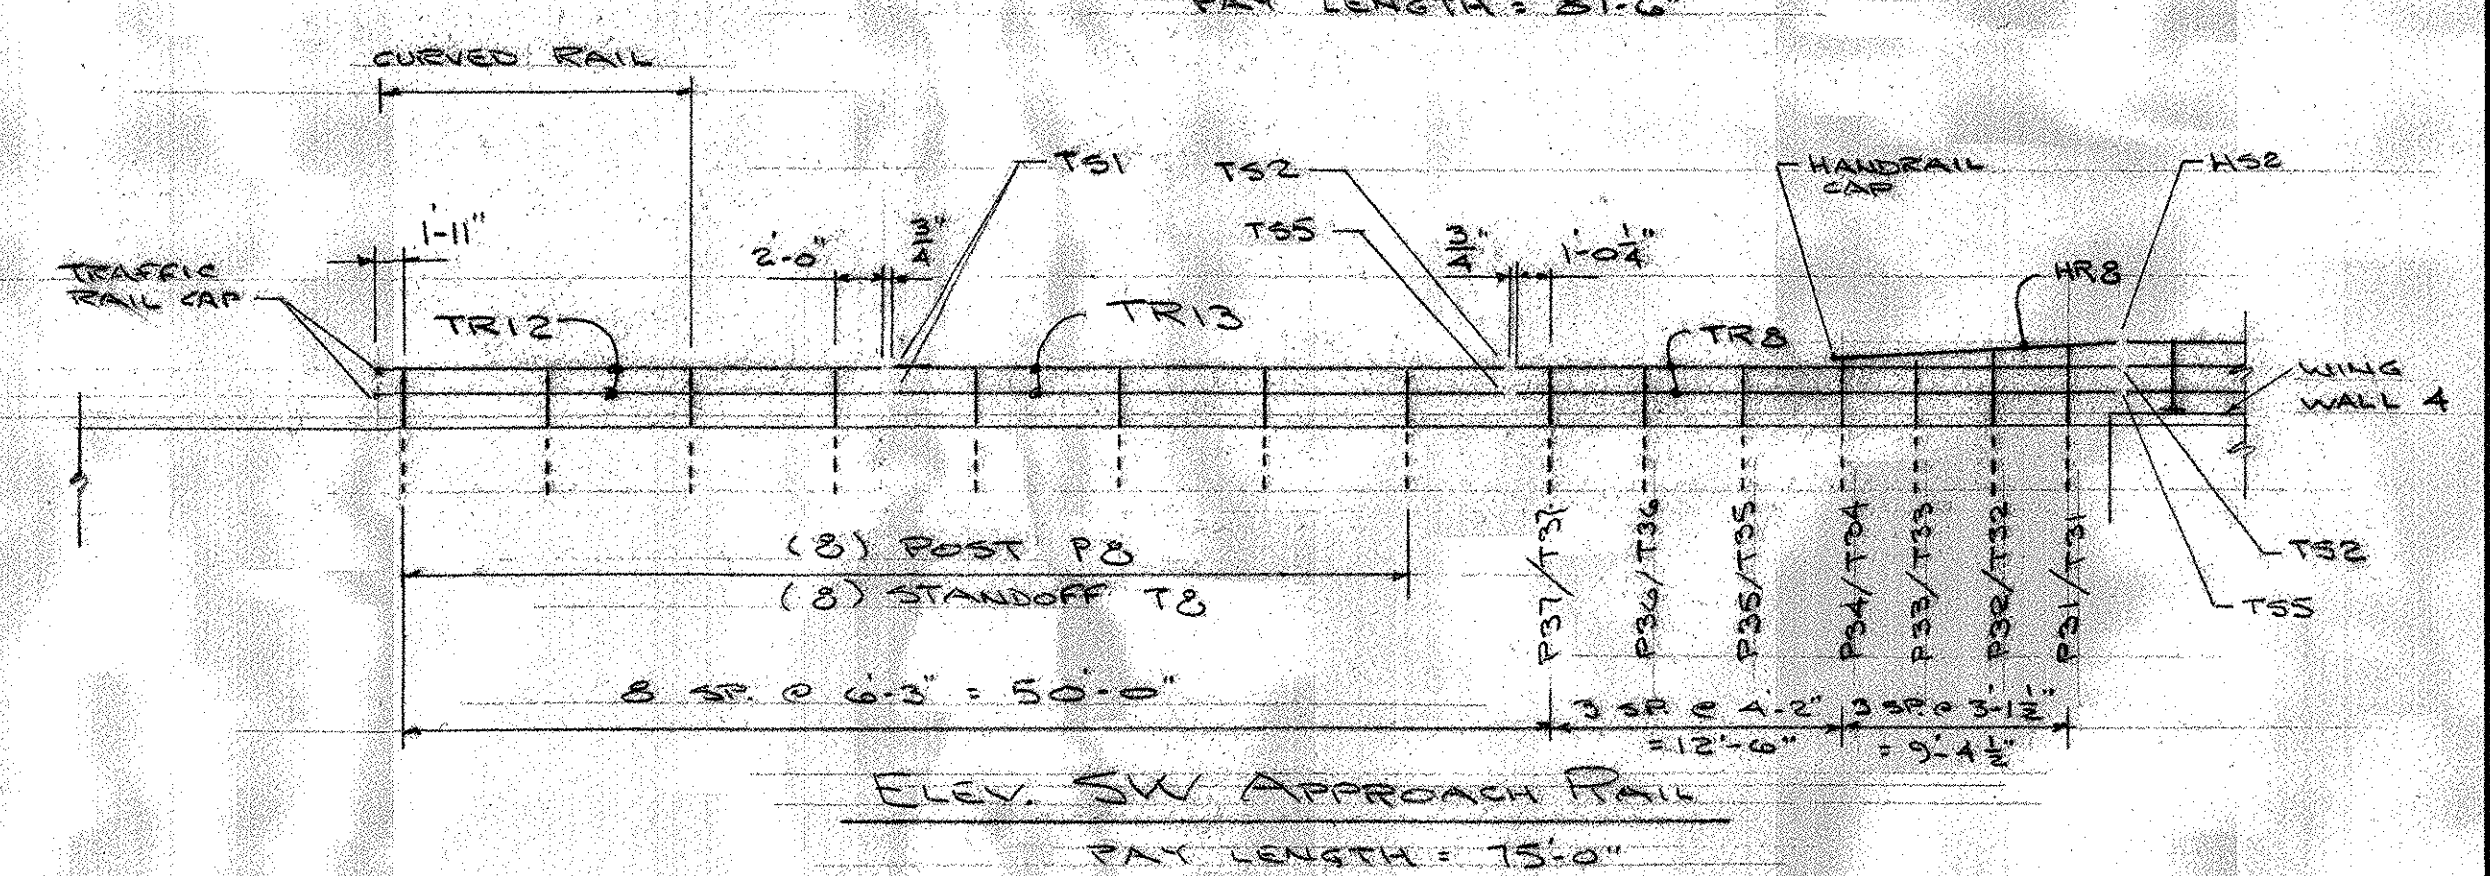 PAY LENGTH = 81'-6"
CURVED RAIL
TS1
TS2
HANDRAIL
CAP
HS2
1'-11"
2'-0"
3/4"
TS5
3/4"
1'-0 1/4"
TRAFFIC
RAIL CAP
HR8
TR12
TR13
TR8
WING
WALL 4
(8) POST P8
(8) STANDOFF T8
P37/T37
P36/T36
P35/T35
P34/T34
P33/T33
P32/T32
P31/T31
TS2
TS5
8 SP. @ 6'-3" = 50'-0"
3 SP. @ 4'-2"
= 12'-6"
3 SP. @ 3'-1 1/2"
= 9'-4 1/2"
ELEV. SW APPROACH RAIL
PAY LENGTH = 75'-0"